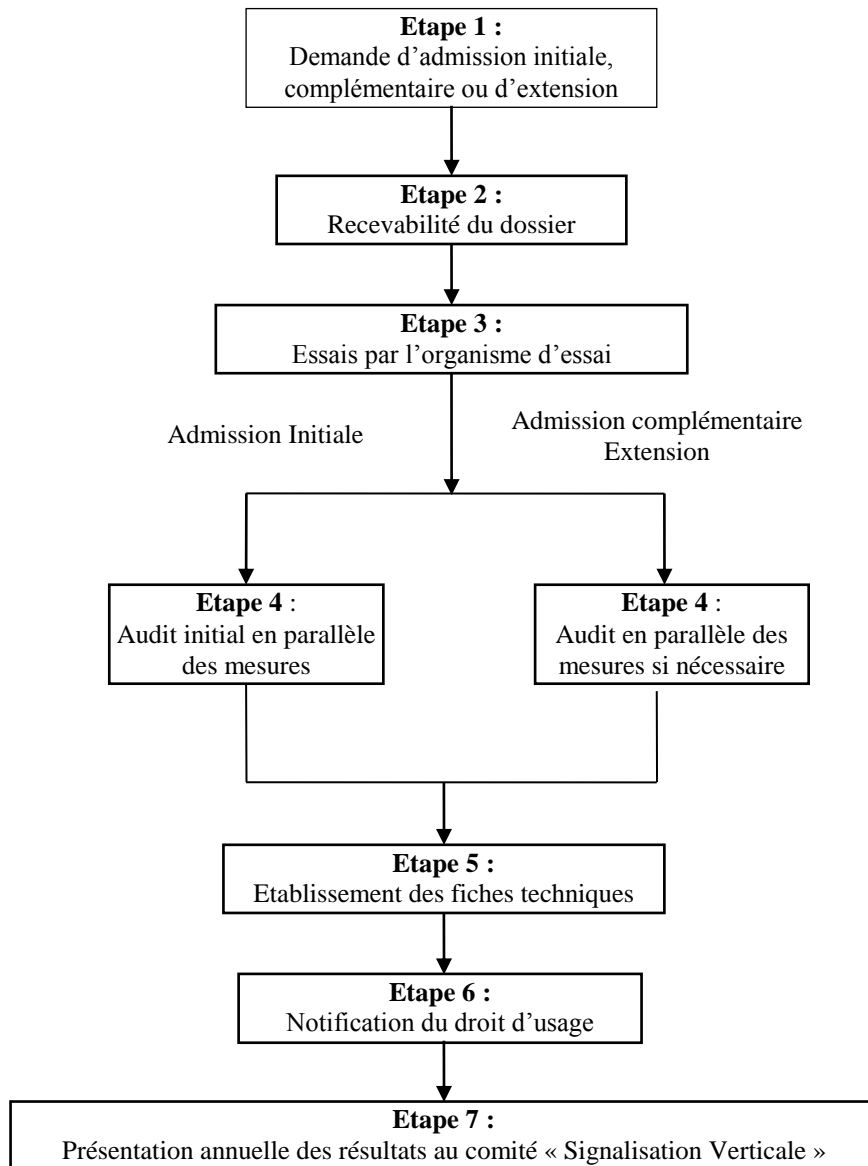 Etape 1 :
Demande d’admission initiale,
complémentaire ou d’extension
Etape 2 :
Recevabilité du dossier
Etape 3 :
Essais par l’organisme d’essai
Admission Initiale
Admission complémentaire
Extension
Etape 4 :
Audit initial en parallèle
des mesures
Etape 4 :
Audit en parallèle des
mesures si nécessaire
Etape 5 :
Etablissement des fiches techniques
Etape 6 :
Notification du droit d’usage
Etape 7 :
Présentation annuelle des résultats au comité « Signalisation Verticale »